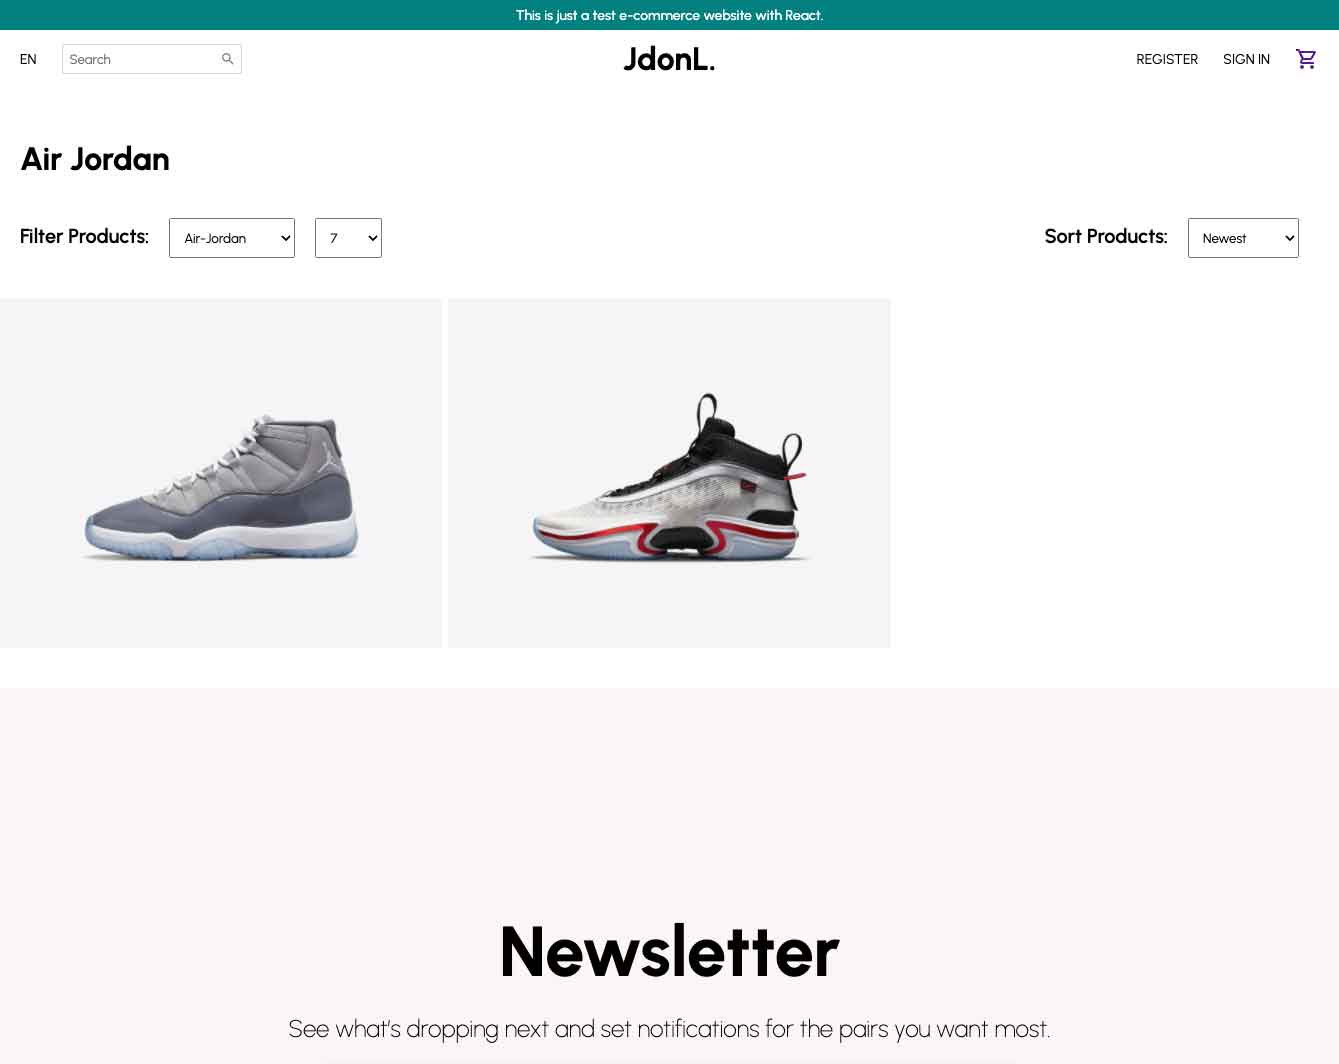 This is just a test e-commerce website with React.
EN
Search
JdonL.
REGISTER
SIGN IN
Air Jordan
Filter Products:
Air-Jordan
7
Sort Products:
Newest
Newsletter
See what's dropping next and set notifications for the pairs you want most.